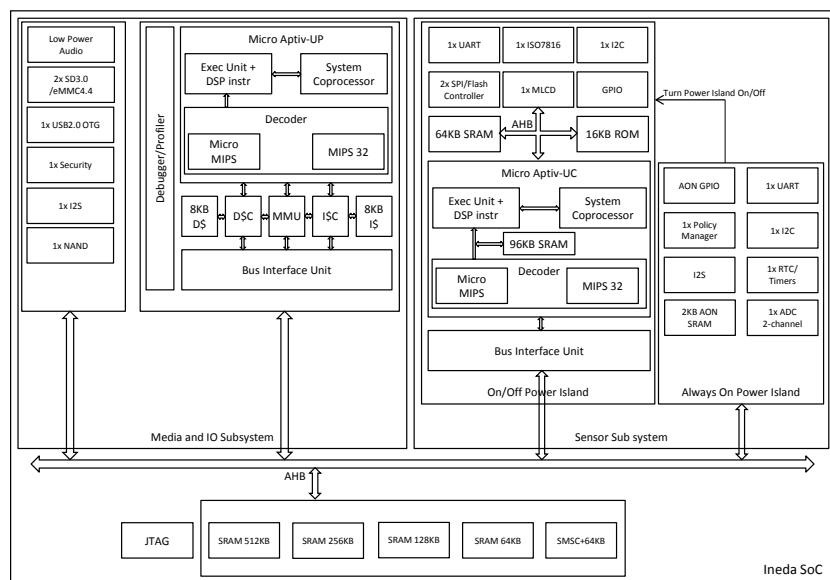 Low Power
Audio
2x SD3.0
/eMMC4.4
1x USB2.0 OTG
1x Security
1x I2S
1x NAND
Debugger/Profiler
Micro Aptiv-UP
Exec Unit +
DSP instr
System
Coprocessor
Decoder
Micro
MIPS
MIPS 32
8KB
D$
D$C
MMU
I$C
8KB
I$
Bus Interface Unit
Media and IO Subsystem
1x UART
1x ISO7816
1x I2C
2x SPI/Flash
Controller
1x MLCD
GPIO
64KB SRAM
AHB
16KB ROM
Micro Aptiv-UC
Exec Unit +
DSP instr
System
Coprocessor
96KB SRAM
Decoder
Micro
MIPS
MIPS 32
Bus Interface Unit
On/Off Power Island
Turn Power Island On/Off
AON GPIO
1x UART
1x Policy
Manager
1x I2C
I2S
1x RTC/
Timers
2KB AON
SRAM
1x ADC
2-channel
Always On Power Island
Sensor Sub system
AHB
JTAG
SRAM 512KB
SRAM 256KB
SRAM 128KB
SRAM 64KB
SMSC+64KB
Ineda SoC